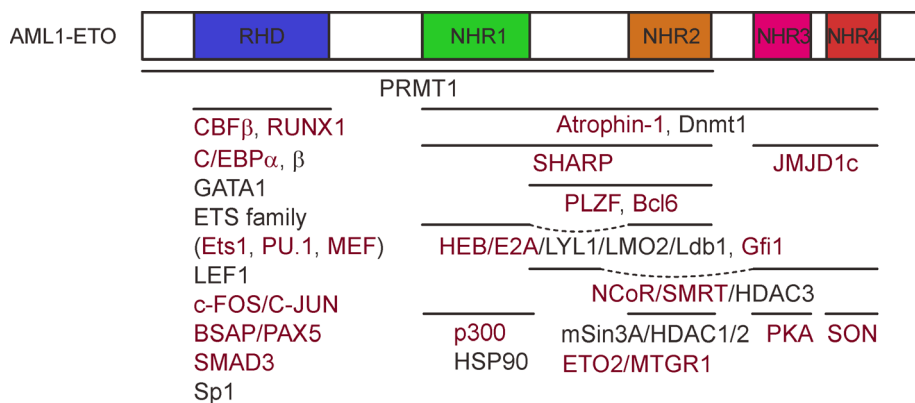 AML1-ETO RHD NHR1 NHR2 NHR3 NHR4
PRMT1
CBFβ, RUNX1 Atrophin-1, Dnmt1
C/EBPα, β SHARP JMJD1c
GATA1
PLZF, Bcl6
ETS family
(Ets1, PU.1, MEF) HEB/E2A/LYL1/LMO2/Ldb1, Gfi1
LEF1
NCoR/SMRT/HDAC3
c-FOS/C-JUN
BSAP/PAX5 p300 mSin3A/HDAC1/2 PKA SON
SMAD3 HSP90 ETO2/MTGR1
Sp1